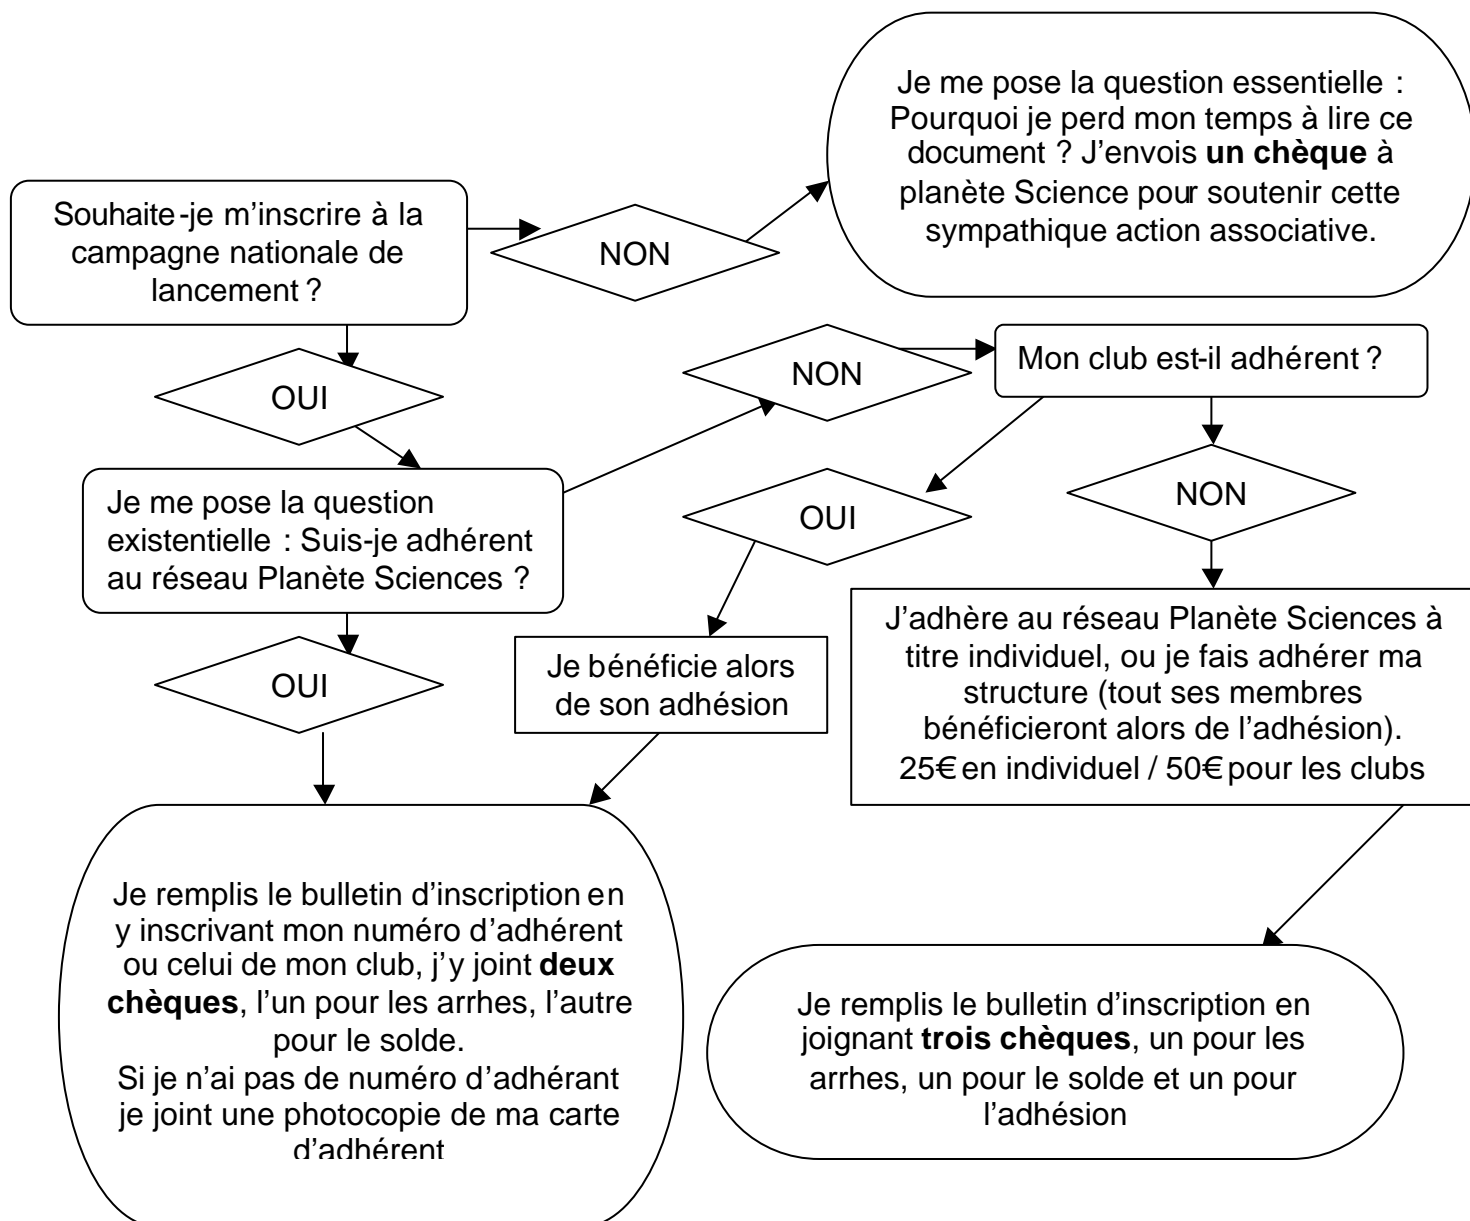 Je me pose la question essentielle :
Pourquoi je perd mon temps à lire ce
document ? J’envois un chèque à
planète Science pour soutenir cette
sympathique action associative.
Souhaite-je m’inscrire à la
campagne nationale de
lancement ?
NON
OUI
NON
Mon club est-il adhérent ?
Je me pose la question
existentielle : Suis-je adhérent
au réseau Planète Sciences ?
OUI
NON
OUI
Je bénéficie alors
de son adhésion
J’adhère au réseau Planète Sciences à
titre individuel, ou je fais adhérer ma
structure (tout ses membres
bénéficieront alors de l’adhésion).
25€ en individuel / 50€ pour les clubs
Je remplis le bulletin d’inscription en
y inscrivant mon numéro d’adhérent
ou celui de mon club, j’y joint deux
chèques, l’un pour les arrhes, l’autre
pour le solde.
Si je n’ai pas de numéro d’adhérant
je joint une photocopie de ma carte
d’adhérent
Je remplis le bulletin d’inscription en
joignant trois chèques, un pour les
arrhes, un pour le solde et un pour
l’adhésion